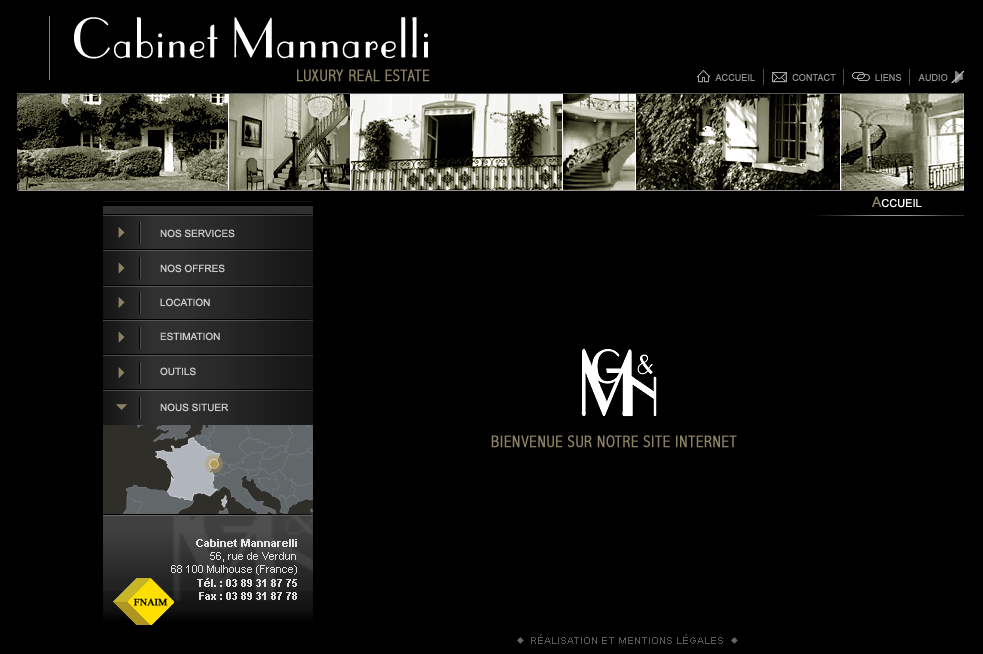 Cabinet Mannarelli
LUXURY REAL ESTATE
ACCUEIL CONTACT LIENS AUDIO
ACCUEIL
NOS SERVICES
NOS OFFRES
LOCATION
ESTIMATION
OUTILS
NOUS SITUER
GM&N
BIENVENUE SUR NOTRE SITE INTERNET
Cabinet Mannarelli
56, rue de Verdun
68 100 Mulhouse (France)
Tél. : 03 89 31 87 75
Fax : 03 89 31 87 78
FNAIM
RÉALISATION ET MENTIONS LÉGALES